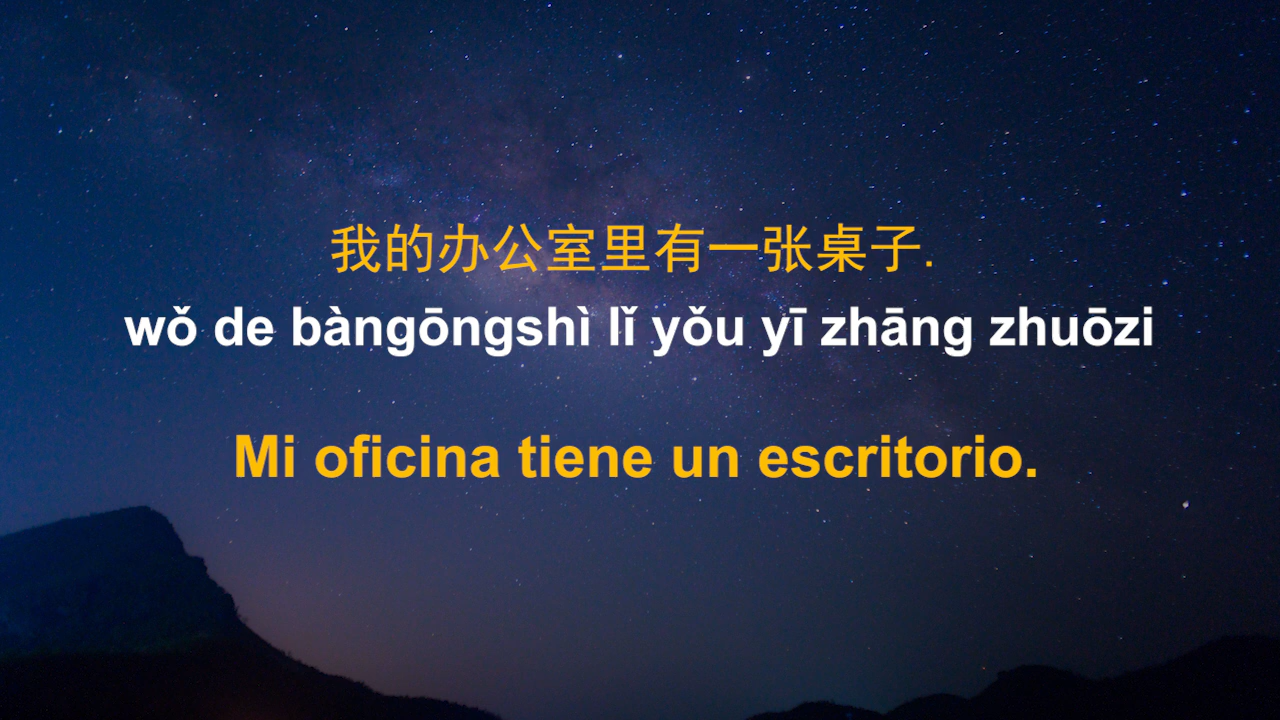 我的办公室里有一张桌子.
wǒ de bàngōngshì lǐ yǒu yī zhāng zhuōzi
Mi oficina tiene un escritorio.